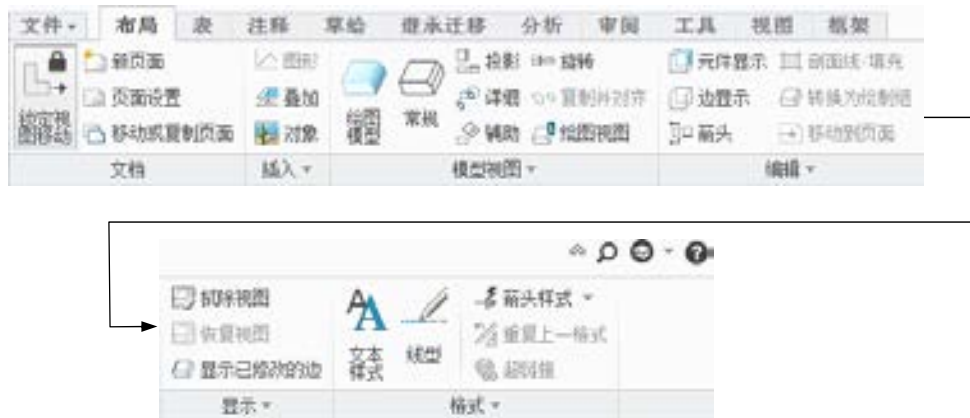 文件 布局 表 注释 草绘 继承迁移 分析 审阅 工具 视图 框架
新页面 图形 投影 旋转 元件显示 剖面线/填充
页面设置 叠加 详细 复制并对齐 边显示 转换为绘制组
锁定视图移动 移动或复制页面 对象 绘图模型 常规 辅助 绘图视图 箭头 移动到页面
文档 插入 模型视图 编辑
拭除视图 箭头样式
恢复视图 重复上一格式
显示已修改的边 文本样式 线型 超链接
显示 格式